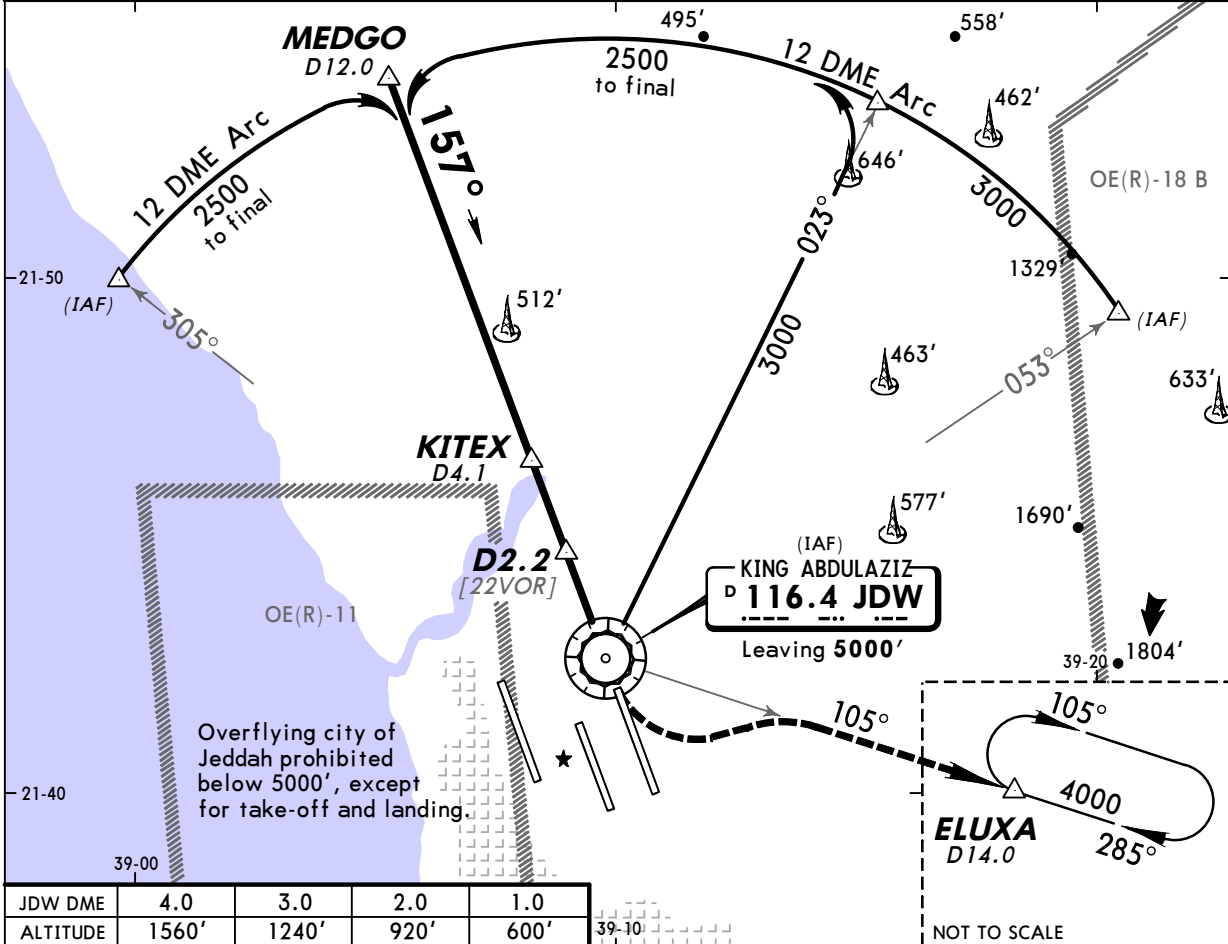 495'
558'
MEDGO
D12.0
2500
to final
12 DME Arc
462'
12 DME Arc
2500
to final
157°
646'
OE(R)-18 B
3000
023°
1329'
21-50
(IAF)
305°
512'
3000
(IAF)
463'
053°
633'
KITEX
D4.1
577'
1690'
(IAF)
KING ABDULAZIZ
D 116.4 JDW
Leaving 5000'
D2.2
[22VOR]
OE(R)-11
39-20
1804'
105°
105°
Overflying city of
Jeddah prohibited
below 5000', except
for take-off and landing.
21-40
4000
ELUXA
D14.0
285°
39-00
JDW DME 4.0 3.0 2.0 1.0
ALTITUDE 1560' 1240' 920' 600'
39-10
NOT TO SCALE